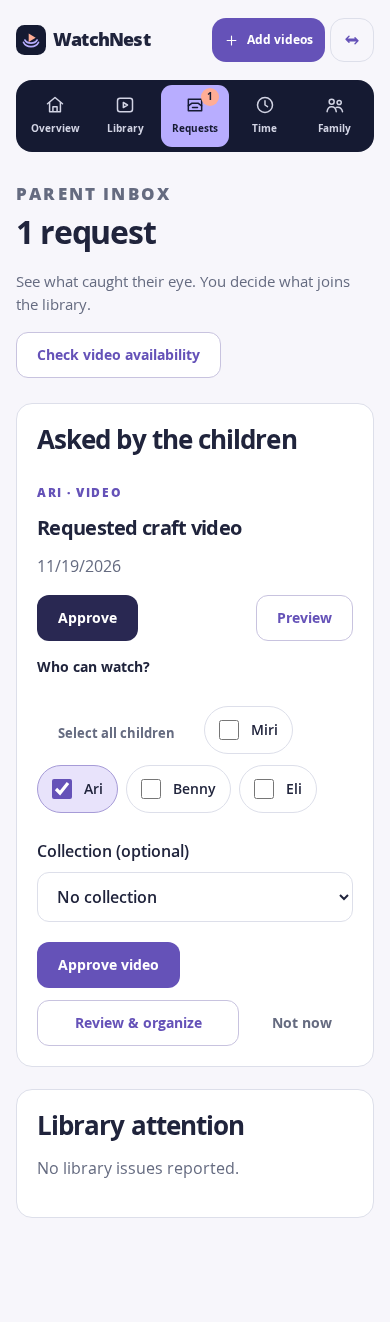 WatchNest
Add videos
Overview
Library
1
Requests
Time
Family
PARENT INBOX
1 request
See what caught their eye. You decide what joins
the library.
Check video availability
Asked by the children
ARI · VIDEO
Requested craft video
11/19/2026
Approve
Preview
Who can watch?
Select all children
Miri
Ari
Benny
Eli
Collection (optional)
No collection
Approve video
Review & organize
Not now
Library attention
No library issues reported.